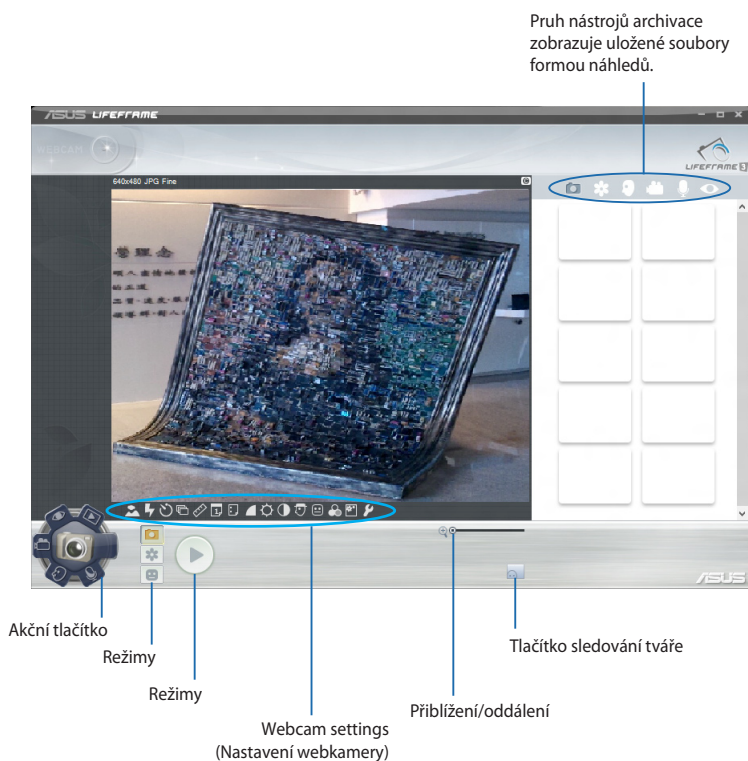 Pruh nástrojů archivace
zobrazuje uložené soubory
formou náhledů.
ASUS LIFEFRAME
WEBCAM
LIFEFRAME 3
640x480 JPG Fine
ASUS
Akční tlačítko
Režimy
Režimy
Tlačítko sledování tváře
Přiblížení/oddálení
Webcam settings
(Nastavení webkamery)